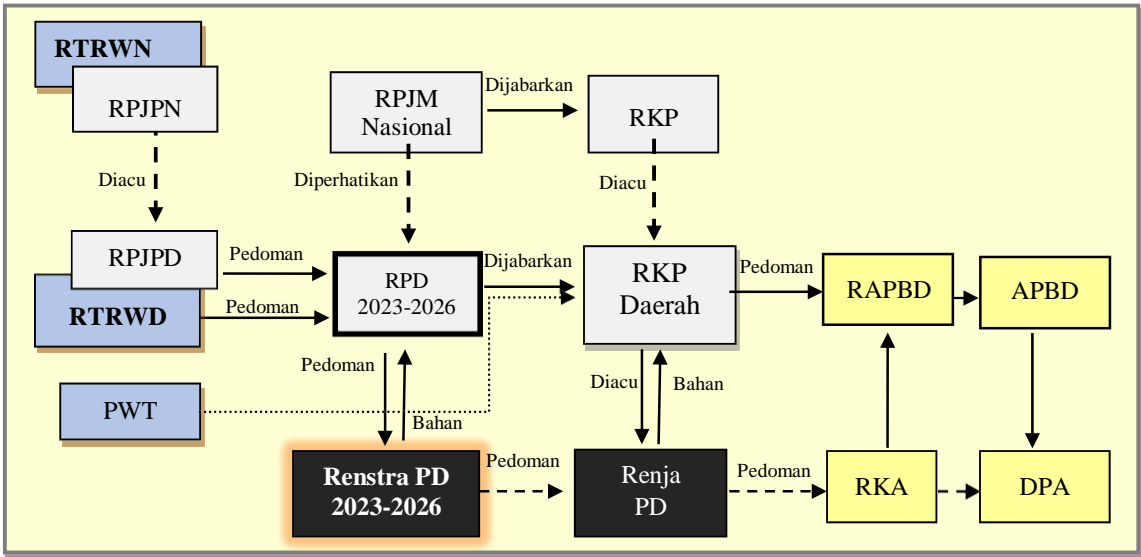 RTRWN
RPJPN
RPJM
Nasional
Dijabarkan
RKP
Diacu
Diperhatikan
Diacu
RPJPD
Pedoman
RTRWD
Pedoman
RPD
2023-2026
Dijabarkan
RKP
Daerah
Pedoman
RAPBD
APBD
Pedoman
Bahan
Diacu
Bahan
PWT
Renstra PD
2023-2026
Pedoman
Renja
PD
Pedoman
RKA
DPA